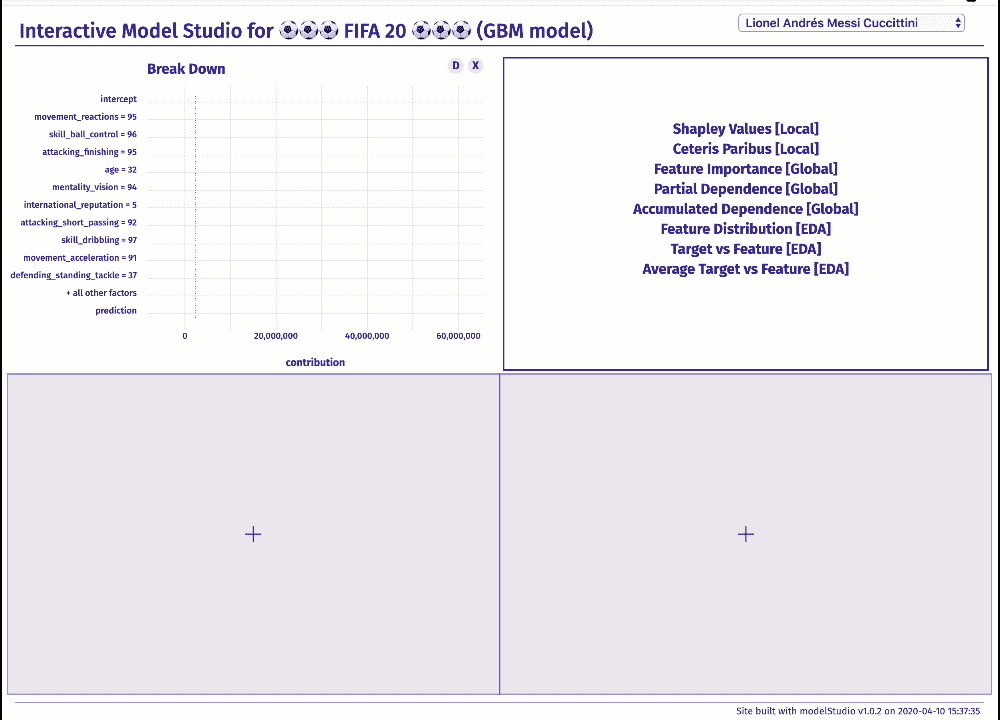 Interactive Model Studio for ⚽⚽⚽ FIFA 20 ⚽⚽⚽ (GBM model)
Lionel Andrés Messi Cuccittini
Break Down
D X
intercept
movement_reactions = 95
skill_ball_control = 96
attacking_finishing = 95
age = 32
mentality_vision = 94
international_reputation = 5
attacking_short_passing = 92
skill_dribbling = 97
movement_acceleration = 91
defending_standing_tackle = 37
+ all other factors
prediction
0 20,000,000 40,000,000 60,000,000
contribution
Shapley Values [Local]
Ceteris Paribus [Local]
Feature Importance [Global]
Partial Dependence [Global]
Accumulated Dependence [Global]
Feature Distribution [EDA]
Target vs Feature [EDA]
Average Target vs Feature [EDA]
+ +
Site built with modelStudio v1.0.2 on 2020-04-10 15:37:35